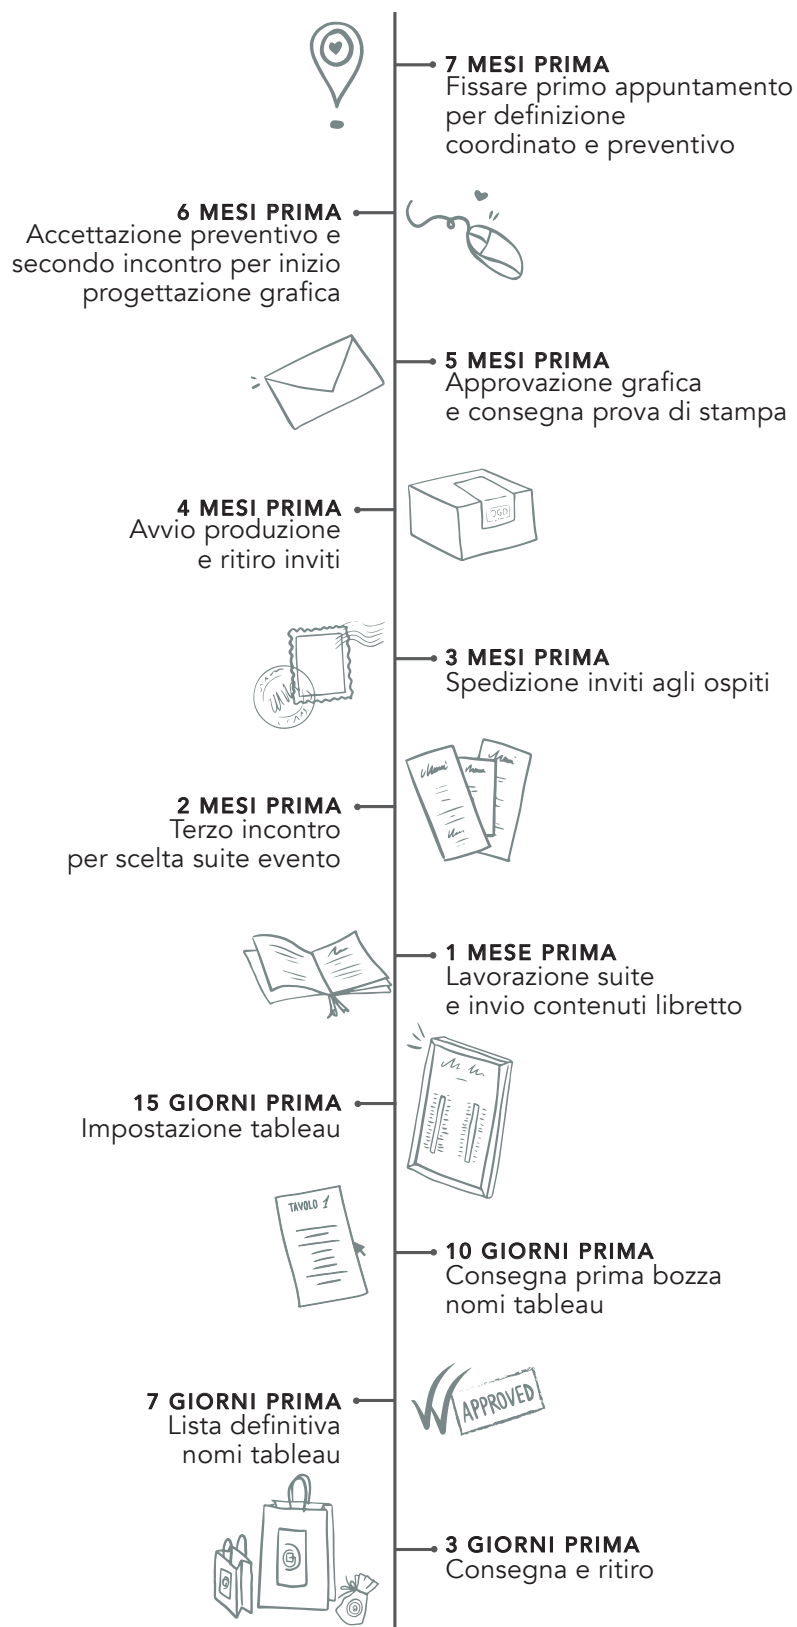 7 MESI PRIMA
Fissare primo appuntamento
per definizione
coordinato e preventivo
6 MESI PRIMA
Accettazione preventivo e
secondo incontro per inizio
progettazione grafica
5 MESI PRIMA
Approvazione grafica
e consegna prova di stampa
4 MESI PRIMA
Avvio produzione
e ritiro inviti
3 MESI PRIMA
Spedizione inviti agli ospiti
2 MESI PRIMA
Terzo incontro
per scelta suite evento
1 MESE PRIMA
Lavorazione suite
e invio contenuti libretto
15 GIORNI PRIMA
Impostazione tableau
TAVOLO 1
10 GIORNI PRIMA
Consegna prima bozza
nomi tableau
7 GIORNI PRIMA
Lista definitiva
nomi tableau
APPROVED
3 GIORNI PRIMA
Consegna e ritiro